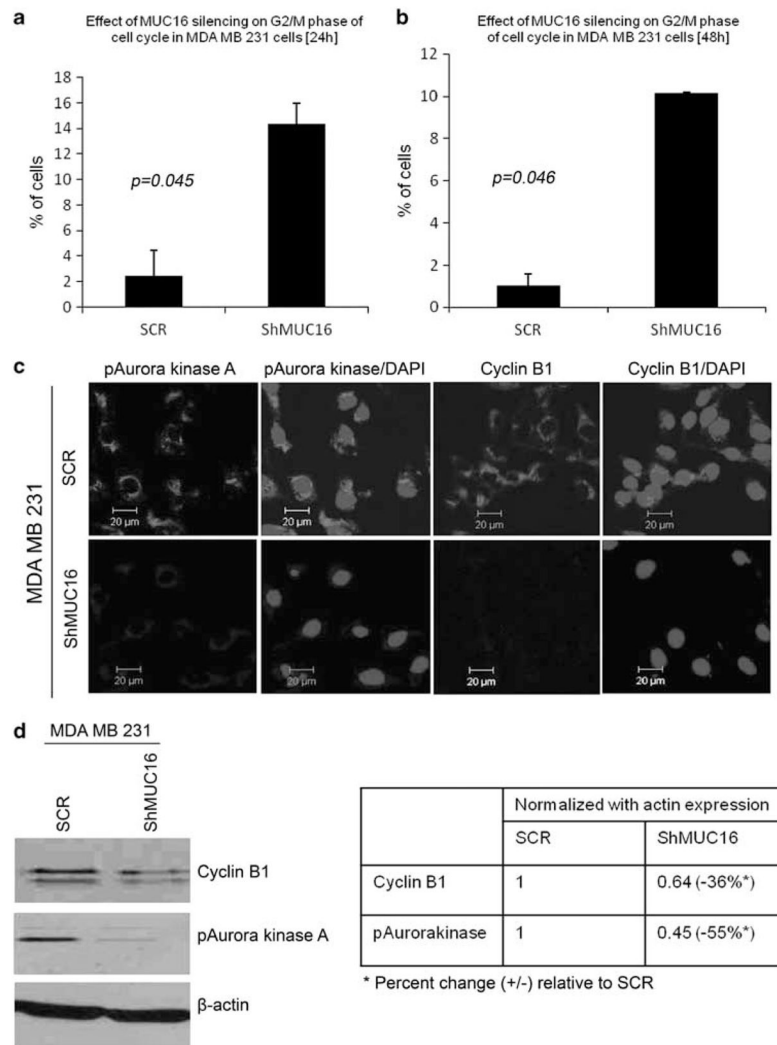 a
Effect of MUC16 silencing on G2/M phase of
cell cycle in MDA MB 231 cells [24h]
% of cells
18
16
14
12
10
8
6
4
2
0
p=0.045
SCR
ShMUC16
b
Effect of MUC16 silencing on G2/M phase
of cell cycle in MDA MB 231 cells [48h]
% of cells
12
10
8
6
4
2
0
p=0.046
SCR
ShMUC16
c
pAurora kinase A
pAurora kinase/DAPI
Cyclin B1
Cyclin B1/DAPI
MDA MB 231
SCR
20 µm
20 µm
20 µm
20 µm
ShMUC16
20 µm
20 µm
20 µm
20 µm
d
MDA MB 231
SCR
ShMUC16
Cyclin B1
pAurora kinase A
β-actin
Normalized with actin expression
SCR
ShMUC16
Cyclin B1
1
0.64 (-36%*)
pAurorakinase
1
0.45 (-55%*)
* Percent change (+/-) relative to SCR